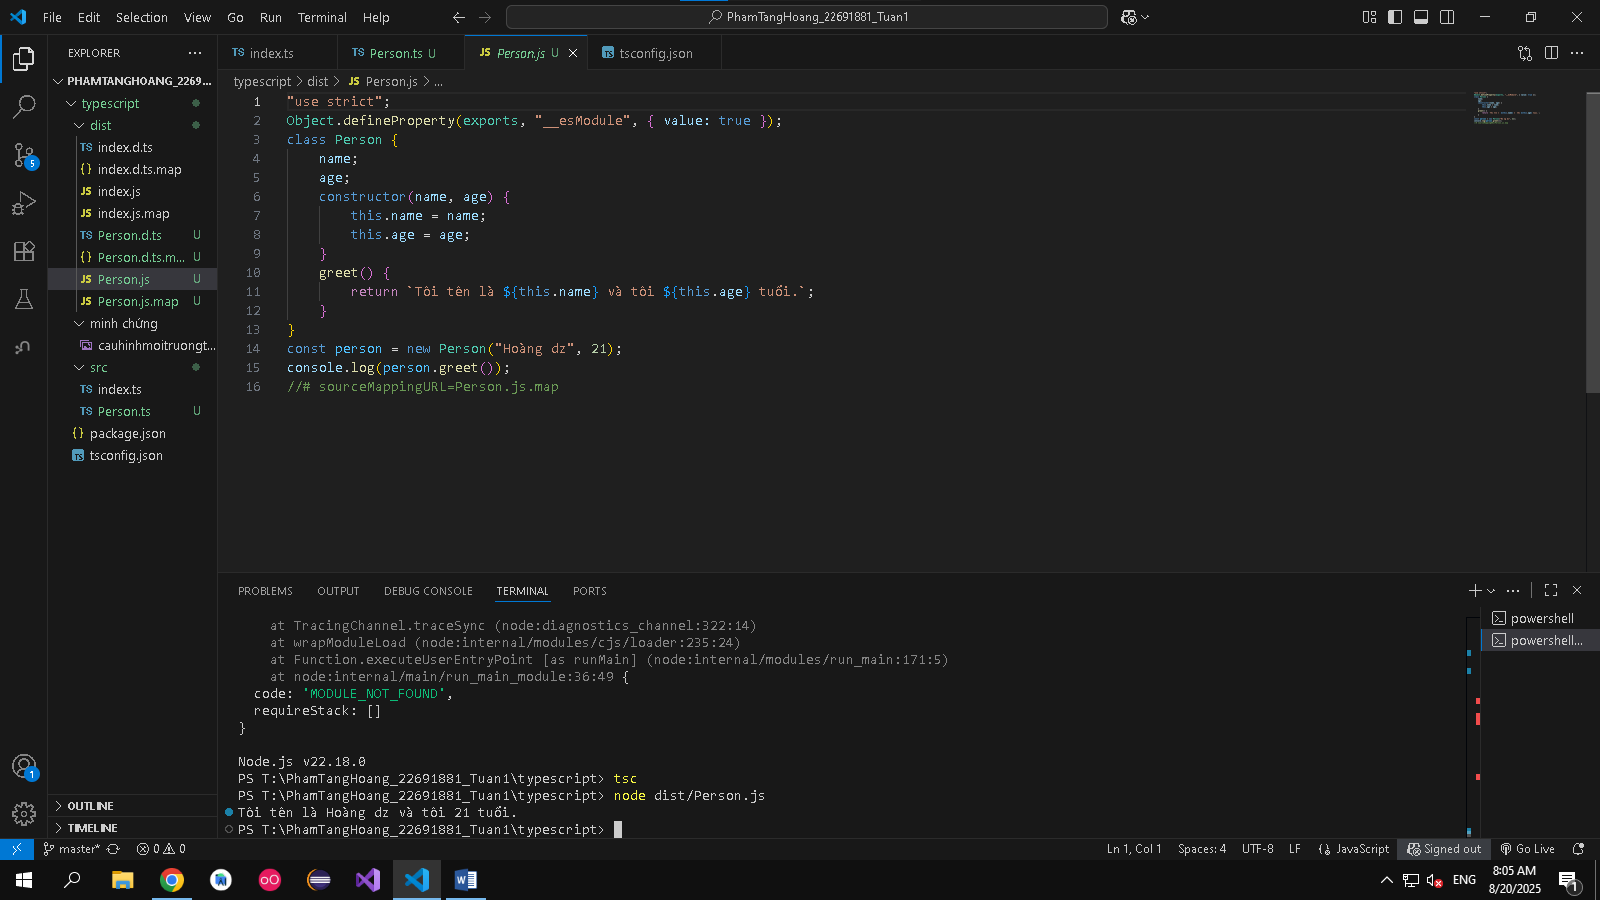 File Edit Selection View Go Run Terminal Help
PhamTangHoang_22691881_Tuan1
EXPLORER
PHAMTANGHOANG_2269...
typescript
dist
TS index.d.ts
{} index.d.ts.map
JS index.js
JS index.js.map
TS Person.d.ts U
{} Person.d.ts.m... U
JS Person.js U
JS Person.js.map U
minh chứng
cauhinhmoitruongt...
src
TS index.ts
TS Person.ts U
{} package.json
TS tsconfig.json
OUTLINE
TIMELINE
5
1
TS index.ts
TS Person.ts U
JS Person.js U
TS tsconfig.json
typescript > dist > JS Person.js > ...
1 "use strict";
2 Object.defineProperty(exports, "__esModule", { value: true });
3 class Person {
4 name;
5 age;
6 constructor(name, age) {
7 this.name = name;
8 this.age = age;
9 }
10 greet() {
11 return `Tôi tên là ${this.name} và tôi ${this.age} tuổi.`;
12 }
13 }
14 const person = new Person("Hoàng dz", 21);
15 console.log(person.greet());
16 //# sourceMappingURL=Person.js.map
PROBLEMS OUTPUT DEBUG CONSOLE TERMINAL PORTS
at TracingChannel.traceSync (node:diagnostics_channel:322:14)
at wrapModuleLoad (node:internal/modules/cjs/loader:235:24)
at Function.executeUserEntryPoint [as runMain] (node:internal/modules/run_main:171:5)
at node:internal/main/run_main_module:36:49 {
code: 'MODULE_NOT_FOUND',
requireStack: []
}
Node.js v22.18.0
PS T:\PhamTangHoang_22691881_Tuan1\typescript> tsc
PS T:\PhamTangHoang_22691881_Tuan1\typescript> node dist/Person.js
Tôi tên là Hoàng dz và tôi 21 tuổi.
PS T:\PhamTangHoang_22691881_Tuan1\typescript>
powershell
powershell...
master* 0 0
Ln 1, Col 1 Spaces: 4 UTF-8 LF {} JavaScript Signed out Go Live
ENG
8:05 AM
8/20/2025
1